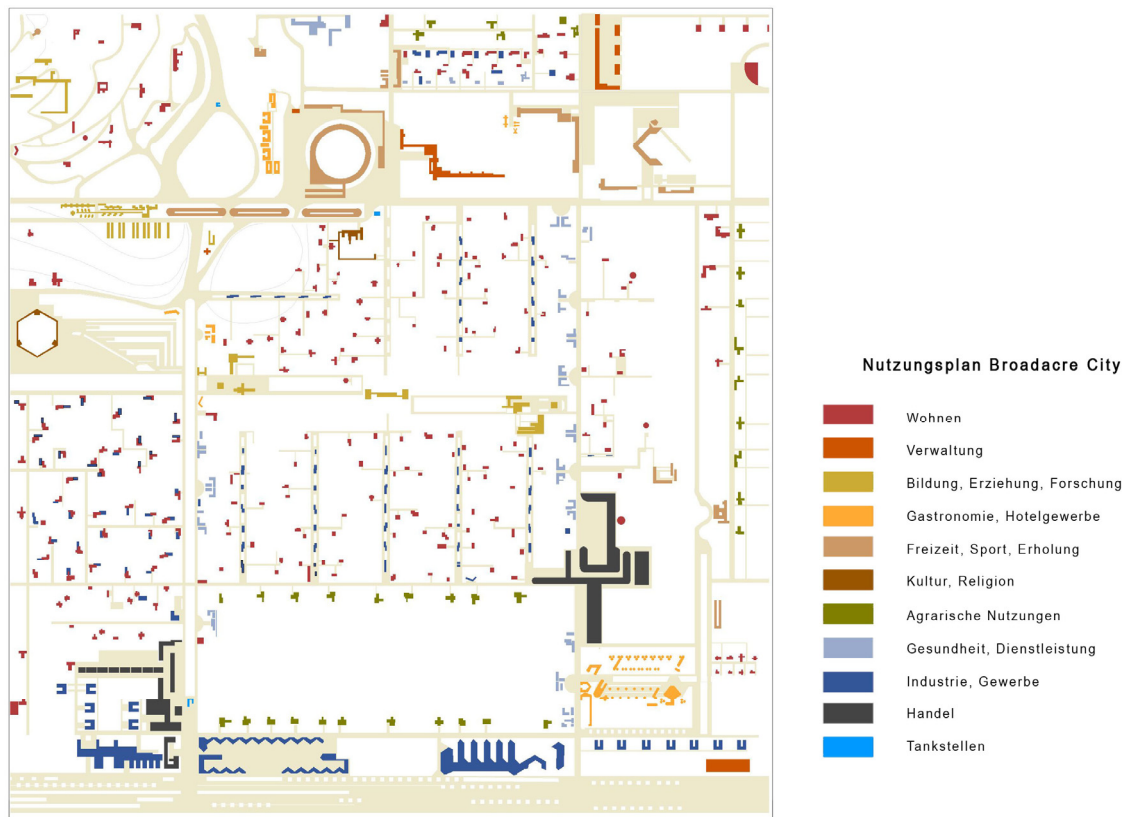 Nutzungsplan Broadacre City
Wohnen
Verwaltung
Bildung, Erziehung, Forschung
Gastronomie, Hotelgewerbe
Freizeit, Sport, Erholung
Kultur, Religion
Agrarische Nutzungen
Gesundheit, Dienstleistung
Industrie, Gewerbe
Handel
Tankstellen